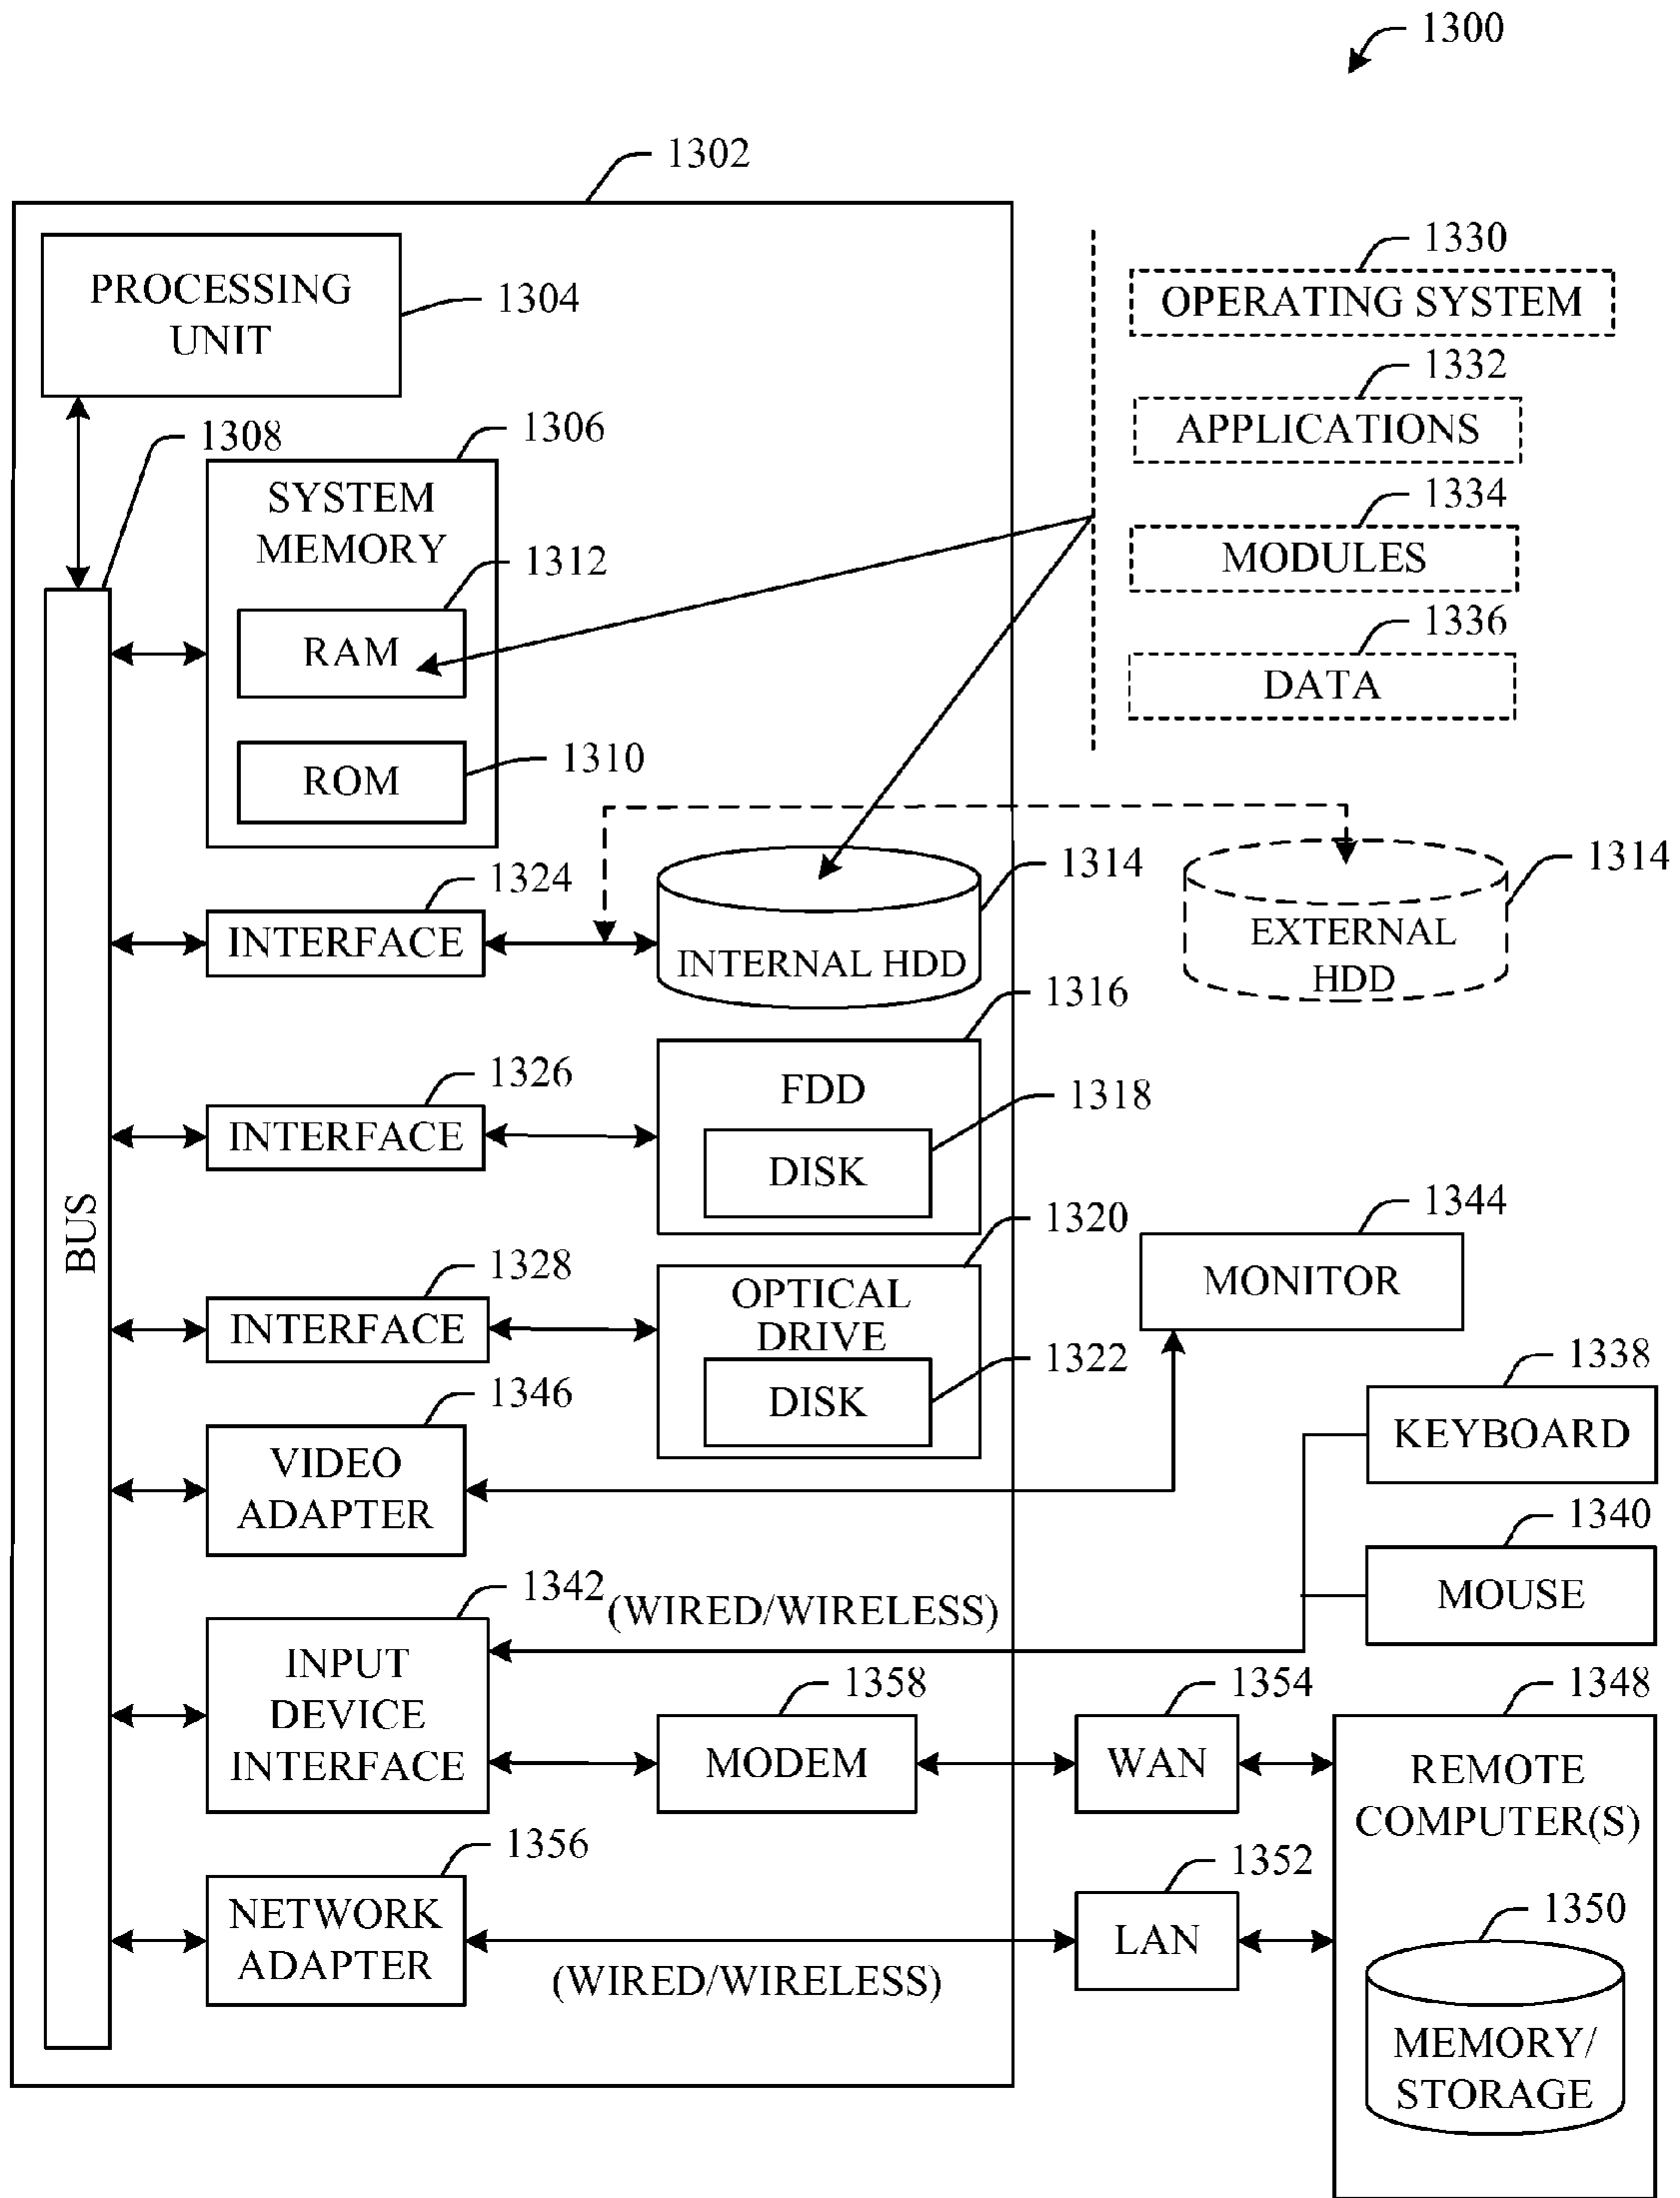 1300
1302
PROCESSING
UNIT
1304
1330
OPERATING SYSTEM
1332
APPLICATIONS
1334
MODULES
1336
DATA
1308
1306
SYSTEM
MEMORY
1312
RAM
1310
ROM
1324
INTERFACE
1314
INTERNAL HDD
1314
EXTERNAL
HDD
1316
FDD
1326
INTERFACE
1318
DISK
BUS
1320
OPTICAL
DRIVE
1328
INTERFACE
1322
DISK
1344
MONITOR
1346
VIDEO
ADAPTER
1338
KEYBOARD
1340
MOUSE
1342
(WIRED/WIRELESS)
INPUT
DEVICE
INTERFACE
1358
MODEM
1354
WAN
1348
REMOTE
COMPUTER(S)
1356
NETWORK
ADAPTER
(WIRED/WIRELESS)
1352
LAN
1350
MEMORY/
STORAGE